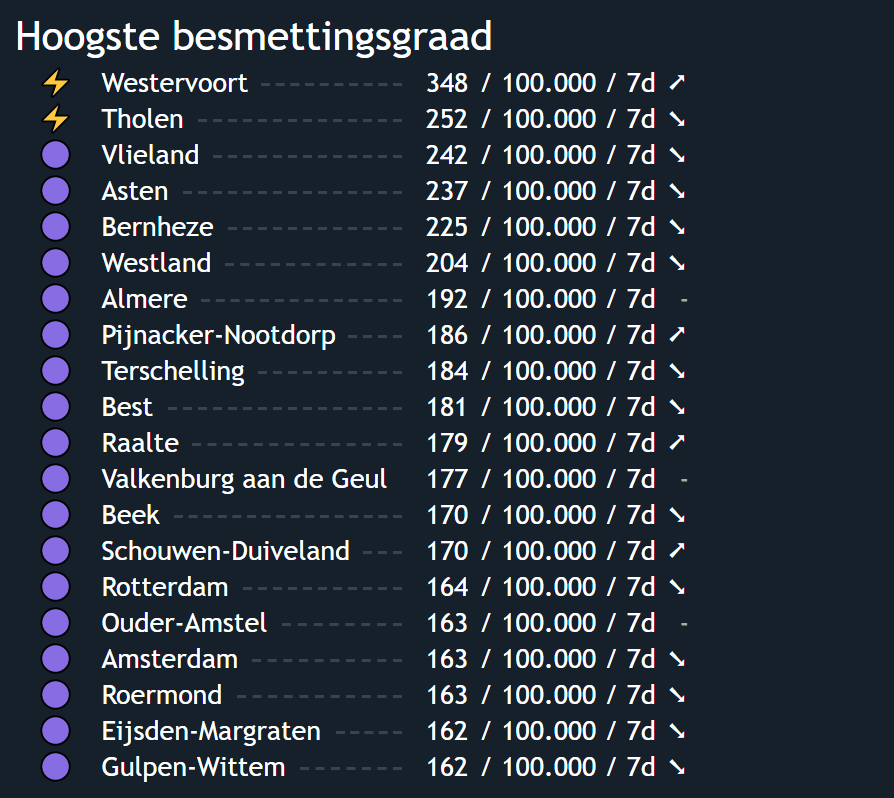 Hoogste besmettingsgraad
⚡ Westervoort 348 / 100.000 / 7d ➚
⚡ Tholen 252 / 100.000 / 7d ➘
Vlieland 242 / 100.000 / 7d ➘
Asten 237 / 100.000 / 7d ➘
Bernheze 225 / 100.000 / 7d ➘
Westland 204 / 100.000 / 7d ➘
Almere 192 / 100.000 / 7d -
Pijnacker-Nootdorp 186 / 100.000 / 7d ➚
Terschelling 184 / 100.000 / 7d ➘
Best 181 / 100.000 / 7d ➘
Raalte 179 / 100.000 / 7d ➚
Valkenburg aan de Geul 177 / 100.000 / 7d -
Beek 170 / 100.000 / 7d ➘
Schouwen-Duiveland 170 / 100.000 / 7d ➚
Rotterdam 164 / 100.000 / 7d ➘
Ouder-Amstel 163 / 100.000 / 7d -
Amsterdam 163 / 100.000 / 7d ➘
Roermond 163 / 100.000 / 7d ➘
Eijsden-Margraten 162 / 100.000 / 7d ➘
Gulpen-Wittem 162 / 100.000 / 7d ➘